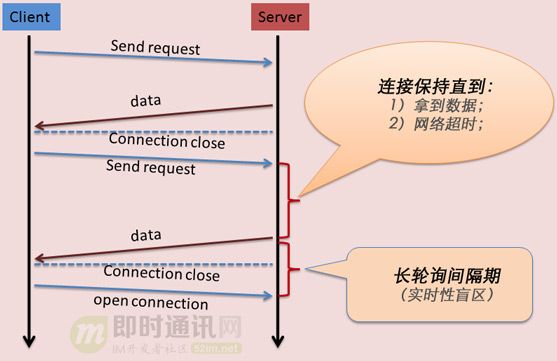 Client
Server
Send request
data
Connection close
Send request
data
Connection close
open connection
连接保持直到：
1）拿到数据；
2）网络超时；
长轮询间隔期
（实时性盲区）
即时通讯网
IM开发者社区 52im.net